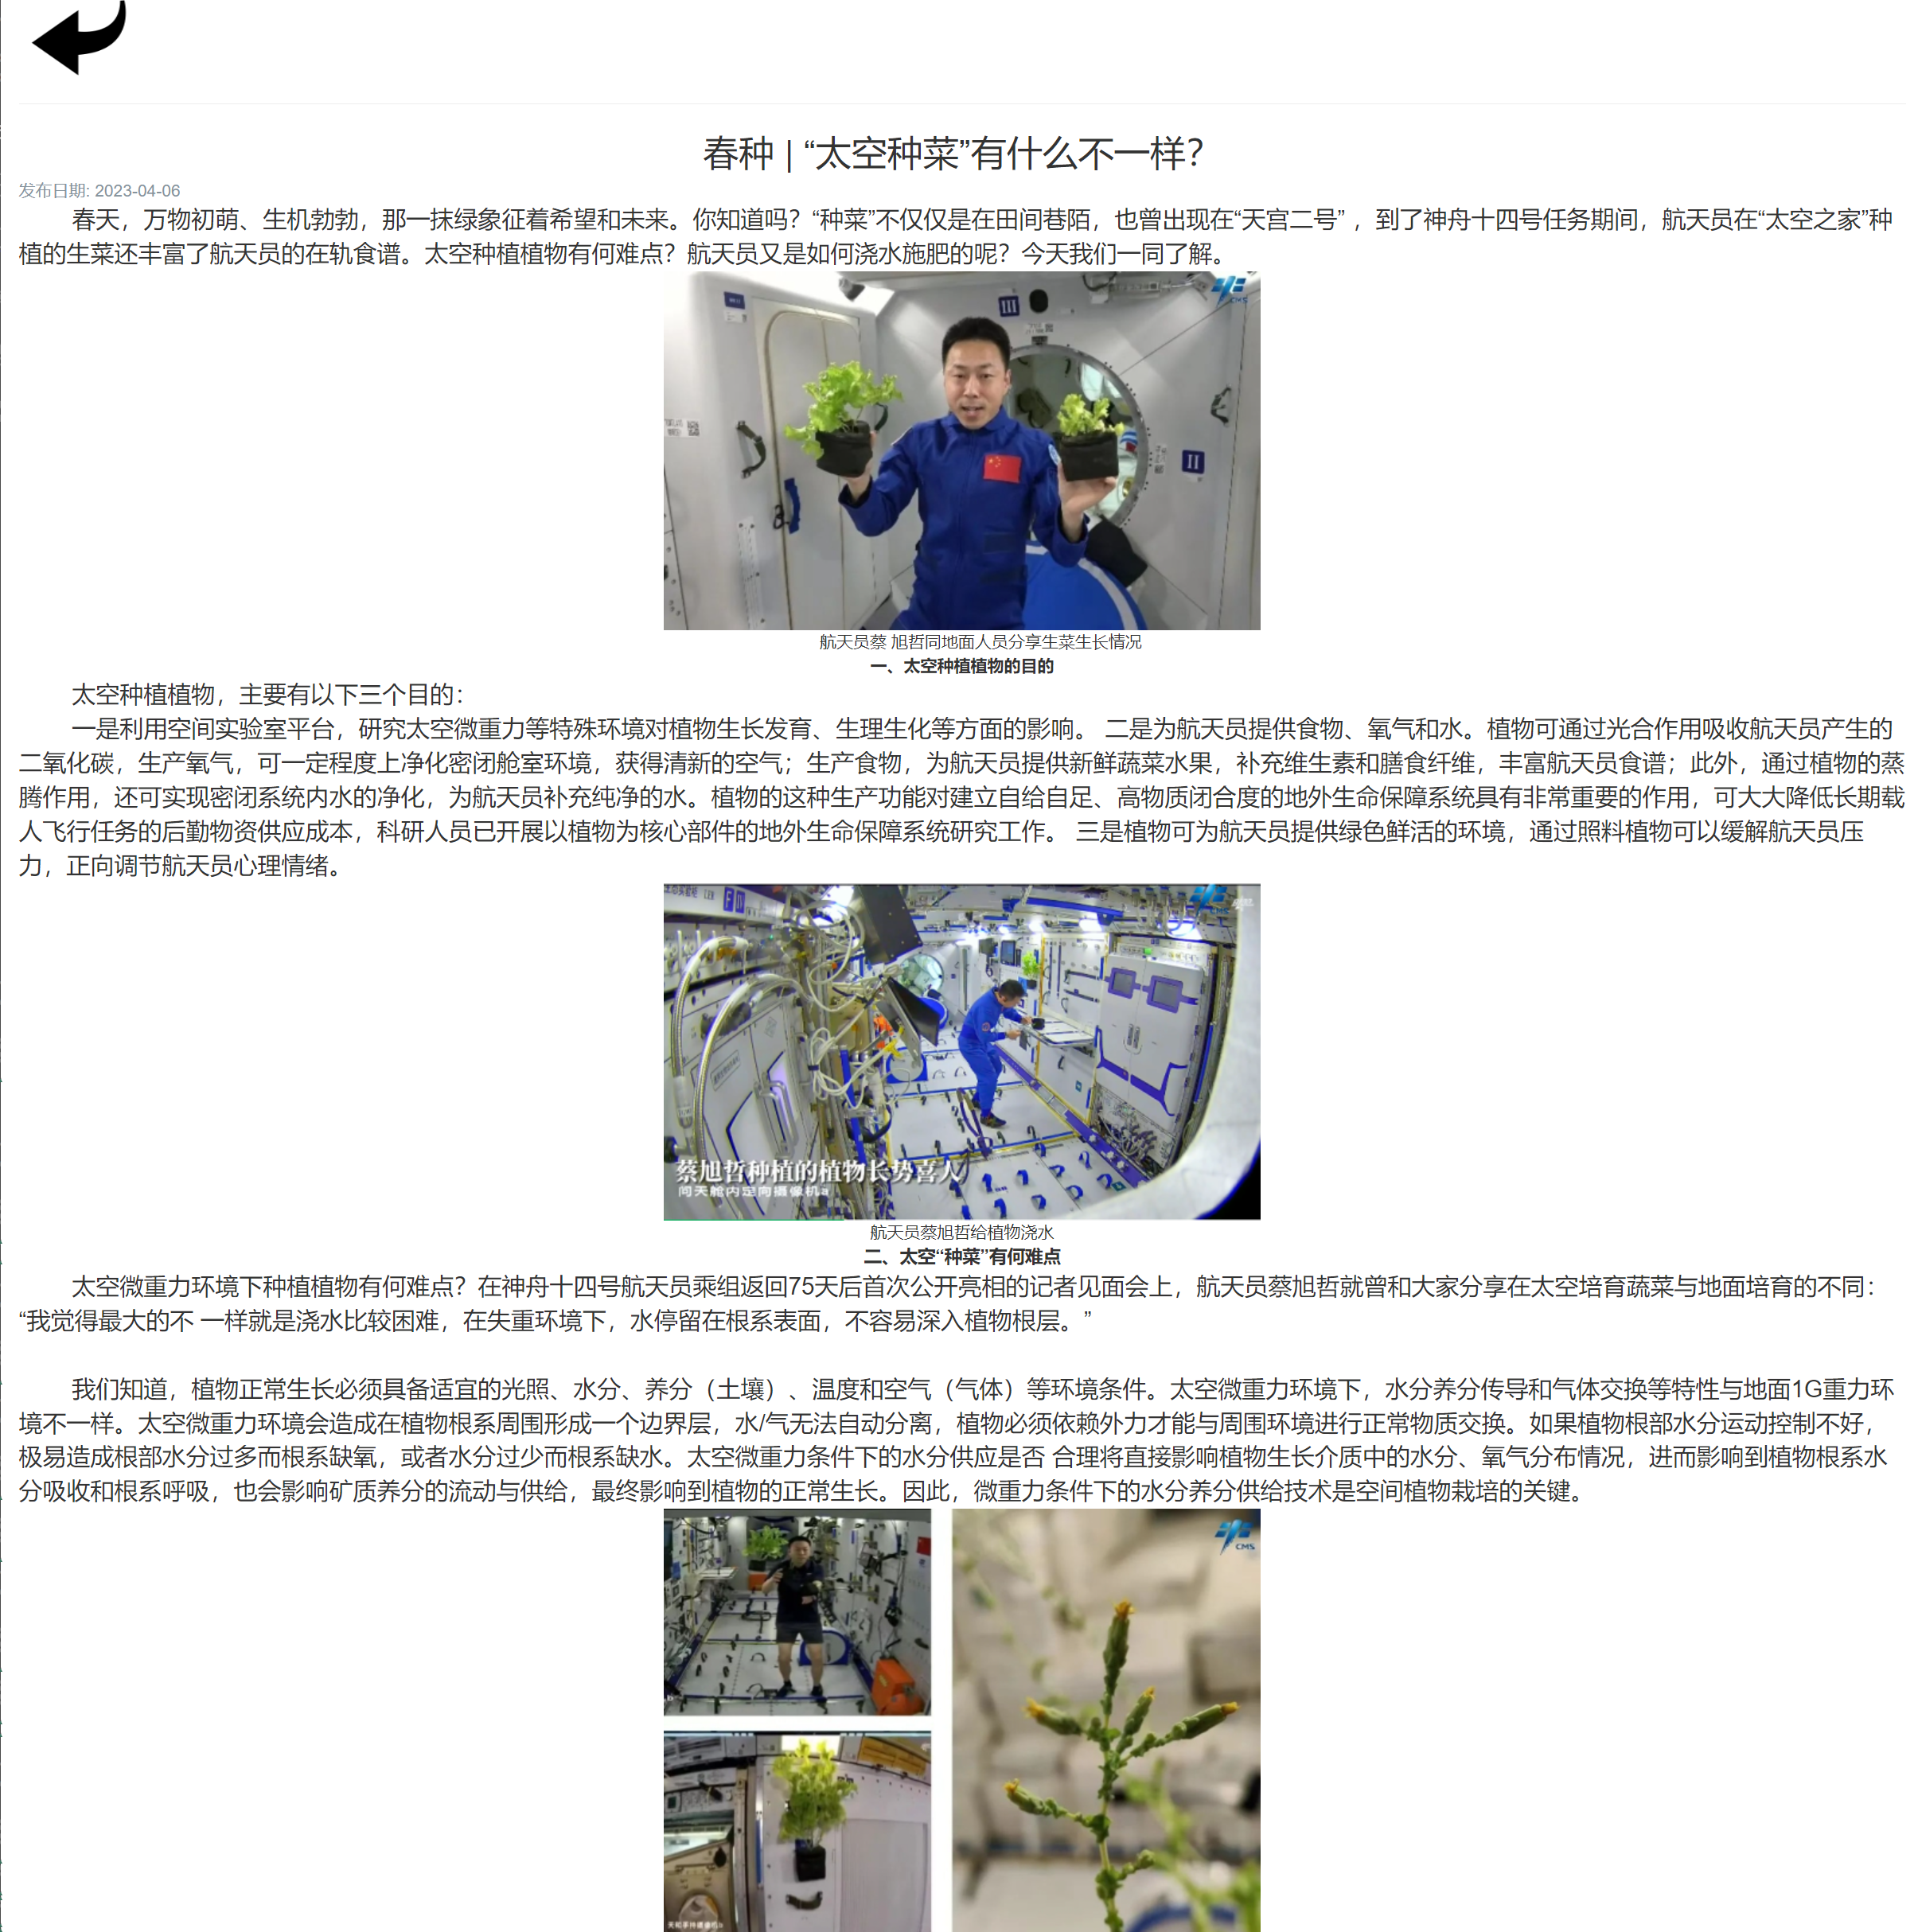 春种 | “太空种菜”有什么不一样？
发布日期: 2023-04-06
春天，万物初萌、生机勃勃，那一抹绿象征着希望和未来。你知道吗？“种菜”不仅仅是在田间巷陌，也曾出现在“天宫二号” ，到了神舟十四号任务期间，航天员在“太空之家”种
植的生菜还丰富了航天员的在轨食谱。太空种植植物有何难点？航天员又是如何浇水施肥的呢？今天我们一同了解。
CMS
III
II
航天员蔡 旭哲同地面人员分享生菜生长情况
一、太空种植植物的目的
太空种植植物，主要有以下三个目的：
一是利用空间实验室平台，研究太空微重力等特殊环境对植物生长发育、生理生化等方面的影响。 二是为航天员提供食物、氧气和水。植物可通过光合作用吸收航天员产生的
二氧化碳，生产氧气，可一定程度上净化密闭舱室环境，获得清新的空气；生产食物，为航天员提供新鲜蔬菜水果，补充维生素和膳食纤维，丰富航天员食谱；此外，通过植物的蒸
腾作用，还可实现密闭系统内水的净化，为航天员补充纯净的水。植物的这种生产功能对建立自给自足、高物质闭合度的地外生命保障系统具有非常重要的作用，可大大降低长期载
人飞行任务的后勤物资供应成本，科研人员已开展以植物为核心部件的地外生命保障系统研究工作。 三是植物可为航天员提供绿色鲜活的环境，通过照料植物可以缓解航天员压
力，正向调节航天员心理情绪。
CMS
蔡旭哲种植的植物长势喜人
问天舱内定向摄像机a
航天员蔡旭哲给植物浇水
二、太空“种菜”有何难点
太空微重力环境下种植植物有何难点？在神舟十四号航天员乘组返回75天后首次公开亮相的记者见面会上，航天员蔡旭哲就曾和大家分享在太空培育蔬菜与地面培育的不同：
“我觉得最大的不 一样就是浇水比较困难，在失重环境下，水停留在根系表面，不容易深入植物根层。”
我们知道，植物正常生长必须具备适宜的光照、水分、养分（土壤）、温度和空气（气体）等环境条件。太空微重力环境下，水分养分传导和气体交换等特性与地面1G重力环
境不一样。太空微重力环境会造成在植物根系周围形成一个边界层，水/气无法自动分离，植物必须依赖外力才能与周围环境进行正常物质交换。如果植物根部水分运动控制不好，
极易造成根部水分过多而根系缺氧，或者水分过少而根系缺水。太空微重力条件下的水分供应是否 合理将直接影响植物生长介质中的水分、氧气分布情况，进而影响到植物根系水
分吸收和根系呼吸，也会影响矿质养分的流动与供给，最终影响到植物的正常生长。因此，微重力条件下的水分养分供给技术是空间植物栽培的关键。
CMS